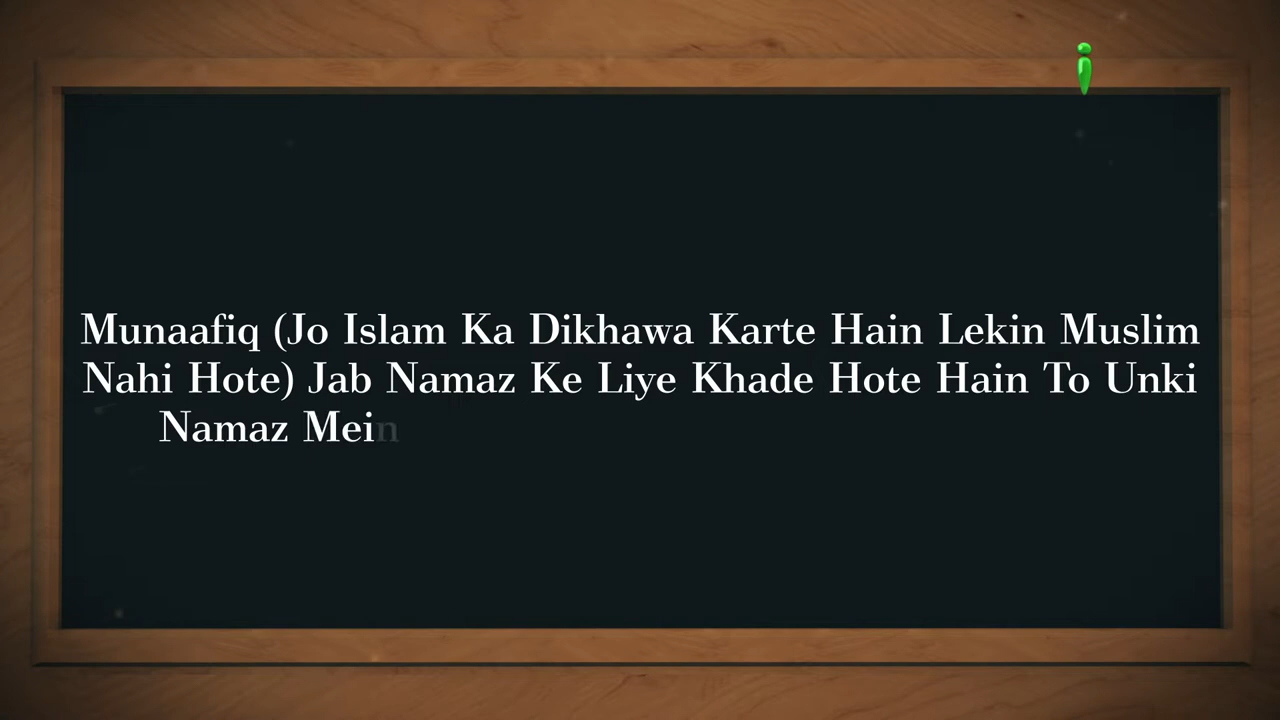 Munaafiq (Jo Islam Ka Dikhawa Karte Hain Lekin Muslim
Nahi Hote) Jab Namaz Ke Liye Khade Hote Hain To Unki
Namaz Mein